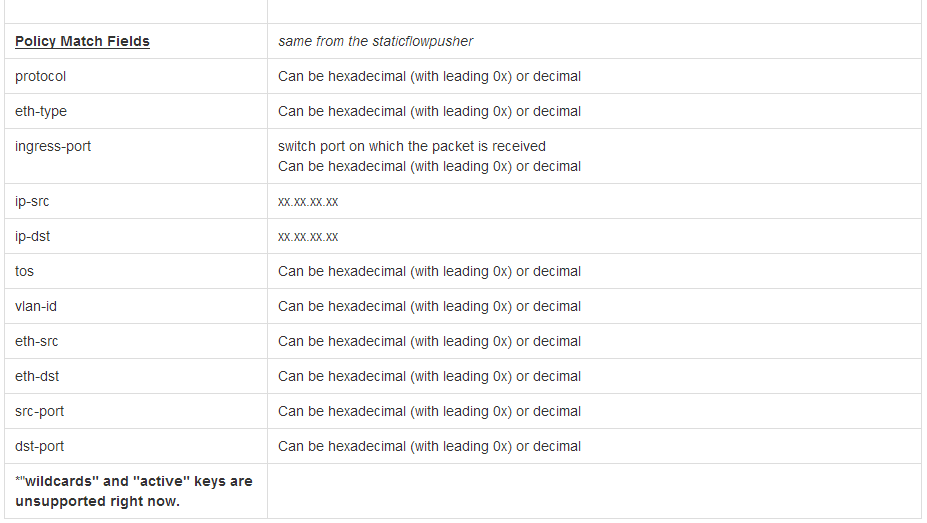 Policy Match Fields
same from the staticflowpusher
protocol
Can be hexadecimal (with leading 0x) or decimal
eth-type
Can be hexadecimal (with leading 0x) or decimal
ingress-port
switch port on which the packet is received
Can be hexadecimal (with leading 0x) or decimal
ip-src
xx.xx.xx.xx
ip-dst
xx.xx.xx.xx
tos
Can be hexadecimal (with leading 0x) or decimal
vlan-id
Can be hexadecimal (with leading 0x) or decimal
eth-src
Can be hexadecimal (with leading 0x) or decimal
eth-dst
Can be hexadecimal (with leading 0x) or decimal
src-port
Can be hexadecimal (with leading 0x) or decimal
dst-port
Can be hexadecimal (with leading 0x) or decimal
*"wildcards" and "active" keys are
unsupported right now.